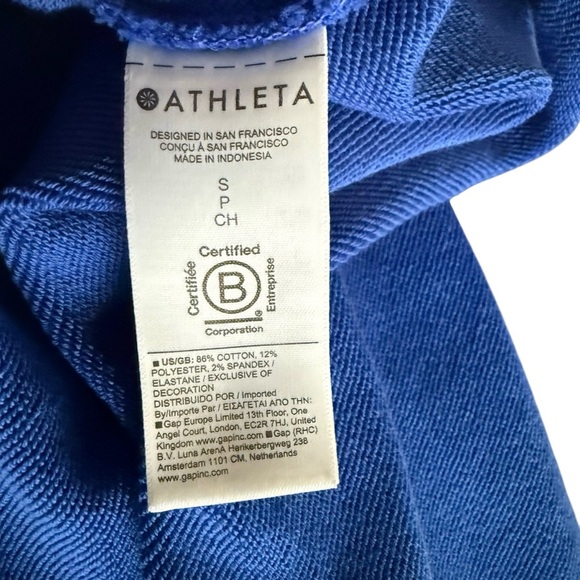 ATHLETA
DESIGNED IN SAN FRANCISCO
CONÇU À SAN FRANCISCO
MADE IN INDONESIA
S
P
CH
Certified
Certifiée
B
Entreprise
®
Corporation
■ US/GB: 86% COTTON, 12%
POLYESTER, 2% SPANDEX /
ELASTANE / EXCLUSIVE OF
DECORATION
DISTRIBUIDO POR / Imported
By/Importe Par / ΕΙΣΑΓΕΤΑΙ ΑΠΟ ΤΗΝ:
■ Gap Europe Limited 13th Floor, One
Angel Court, London, EC2R 7HJ, United
Kingdom www.gapinc.com ■ Gap (RHC)
B.V. Luna ArenA Herikerbergweg 238
Amsterdam 1101 CM, Netherlands
www.gapinc.com